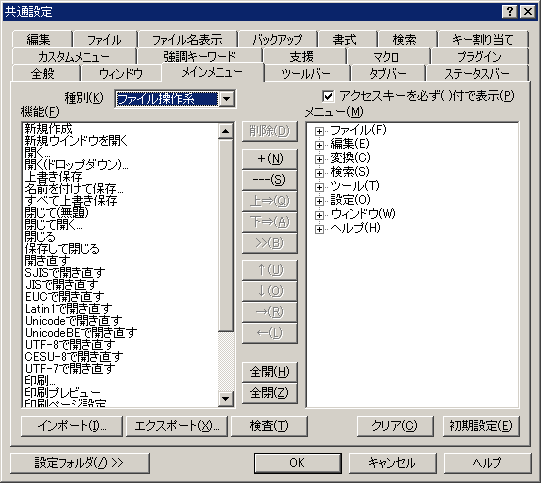 共通設定
編集 ファイル ファイル名表示 バックアップ 書式 検索 キー割り当て
カスタムメニュー 強調キーワード 支援 マクロ プラグイン
全般 ウィンドウ メインメニュー ツールバー タブバー ステータスバー
種別(K) ファイル操作系
アクセスキーを必ず( )付で表示(P)
機能(F)
新規作成
新規ウインドウを開く
開く...
開く(ドロップダウン)...
上書き保存
名前を付けて保存...
すべて上書き保存
閉じて(無題)
閉じて開く...
閉じる
保存して閉じる
開き直す
SJISで開き直す
JISで開き直す
EUCで開き直す
Latin1で開き直す
Unicodeで開き直す
UnicodeBEで開き直す
UTF-8で開き直す
CESU-8で開き直す
UTF-7で開き直す
印刷...
印刷プレビュー
印刷ページ設定
削除(D)
+(N)
---(S)
上⇒(Q)
下⇒(A)
>>(B)
↑(U)
↓(O)
→(R)
←(L)
全開(H)
全閉(Z)
メニュー(M)
ファイル(F)
編集(E)
変換(C)
検索(S)
ツール(T)
設定(O)
ウィンドウ(W)
ヘルプ(H)
インポート(I)... エクスポート(X)... 検査(T) クリア(C) 初期設定(E)
設定フォルダ(/) >> OK キャンセル ヘルプ